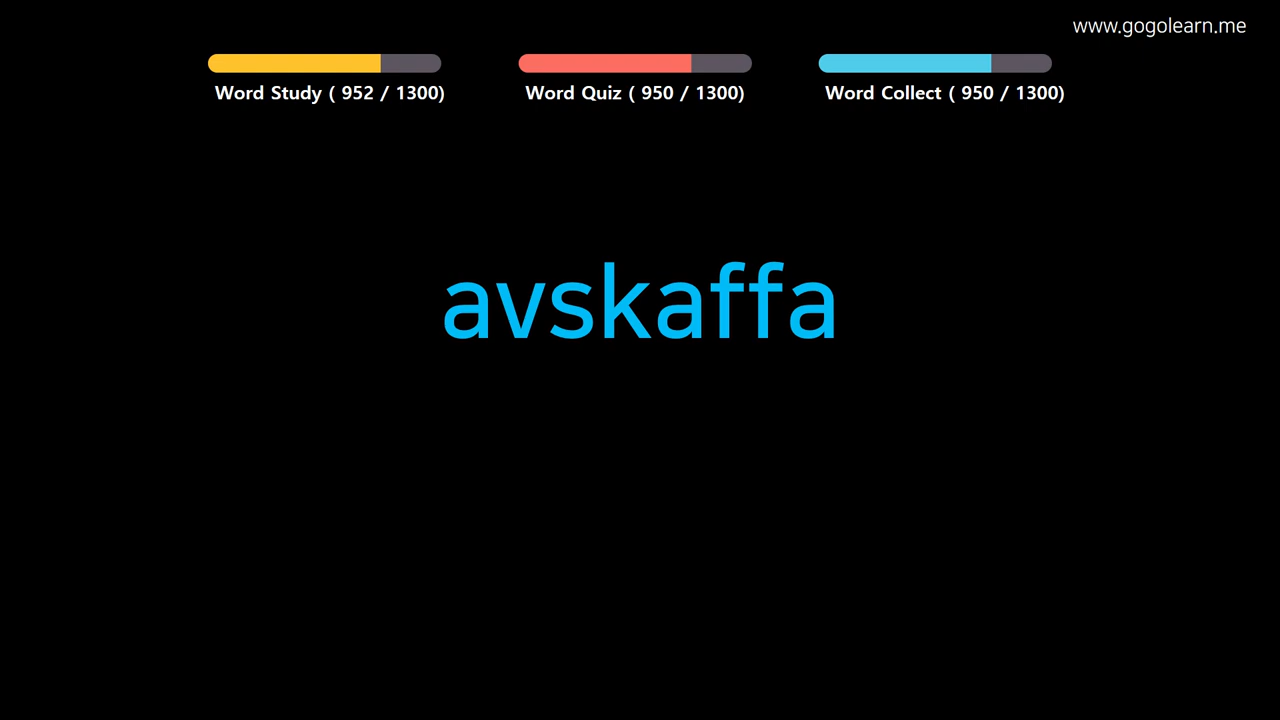 www.gogolearn.me
Word Study ( 952 / 1300)
Word Quiz ( 950 / 1300)
Word Collect ( 950 / 1300)
avskaffa